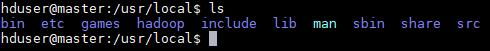 hduser@master:/usr/local$ ls
bin  etc  games  hadoop  include  lib  man  sbin  share  src
hduser@master:/usr/local$